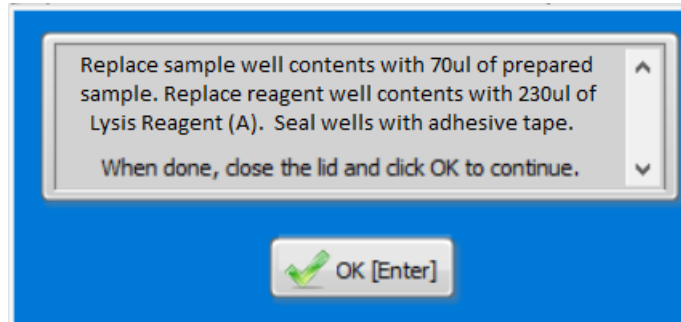 Replace sample well contents with 70ul of prepared
sample. Replace reagent well contents with 230ul of
Lysis Reagent (A).  Seal wells with adhesive tape.
When done, close the lid and click OK to continue.
OK [Enter]